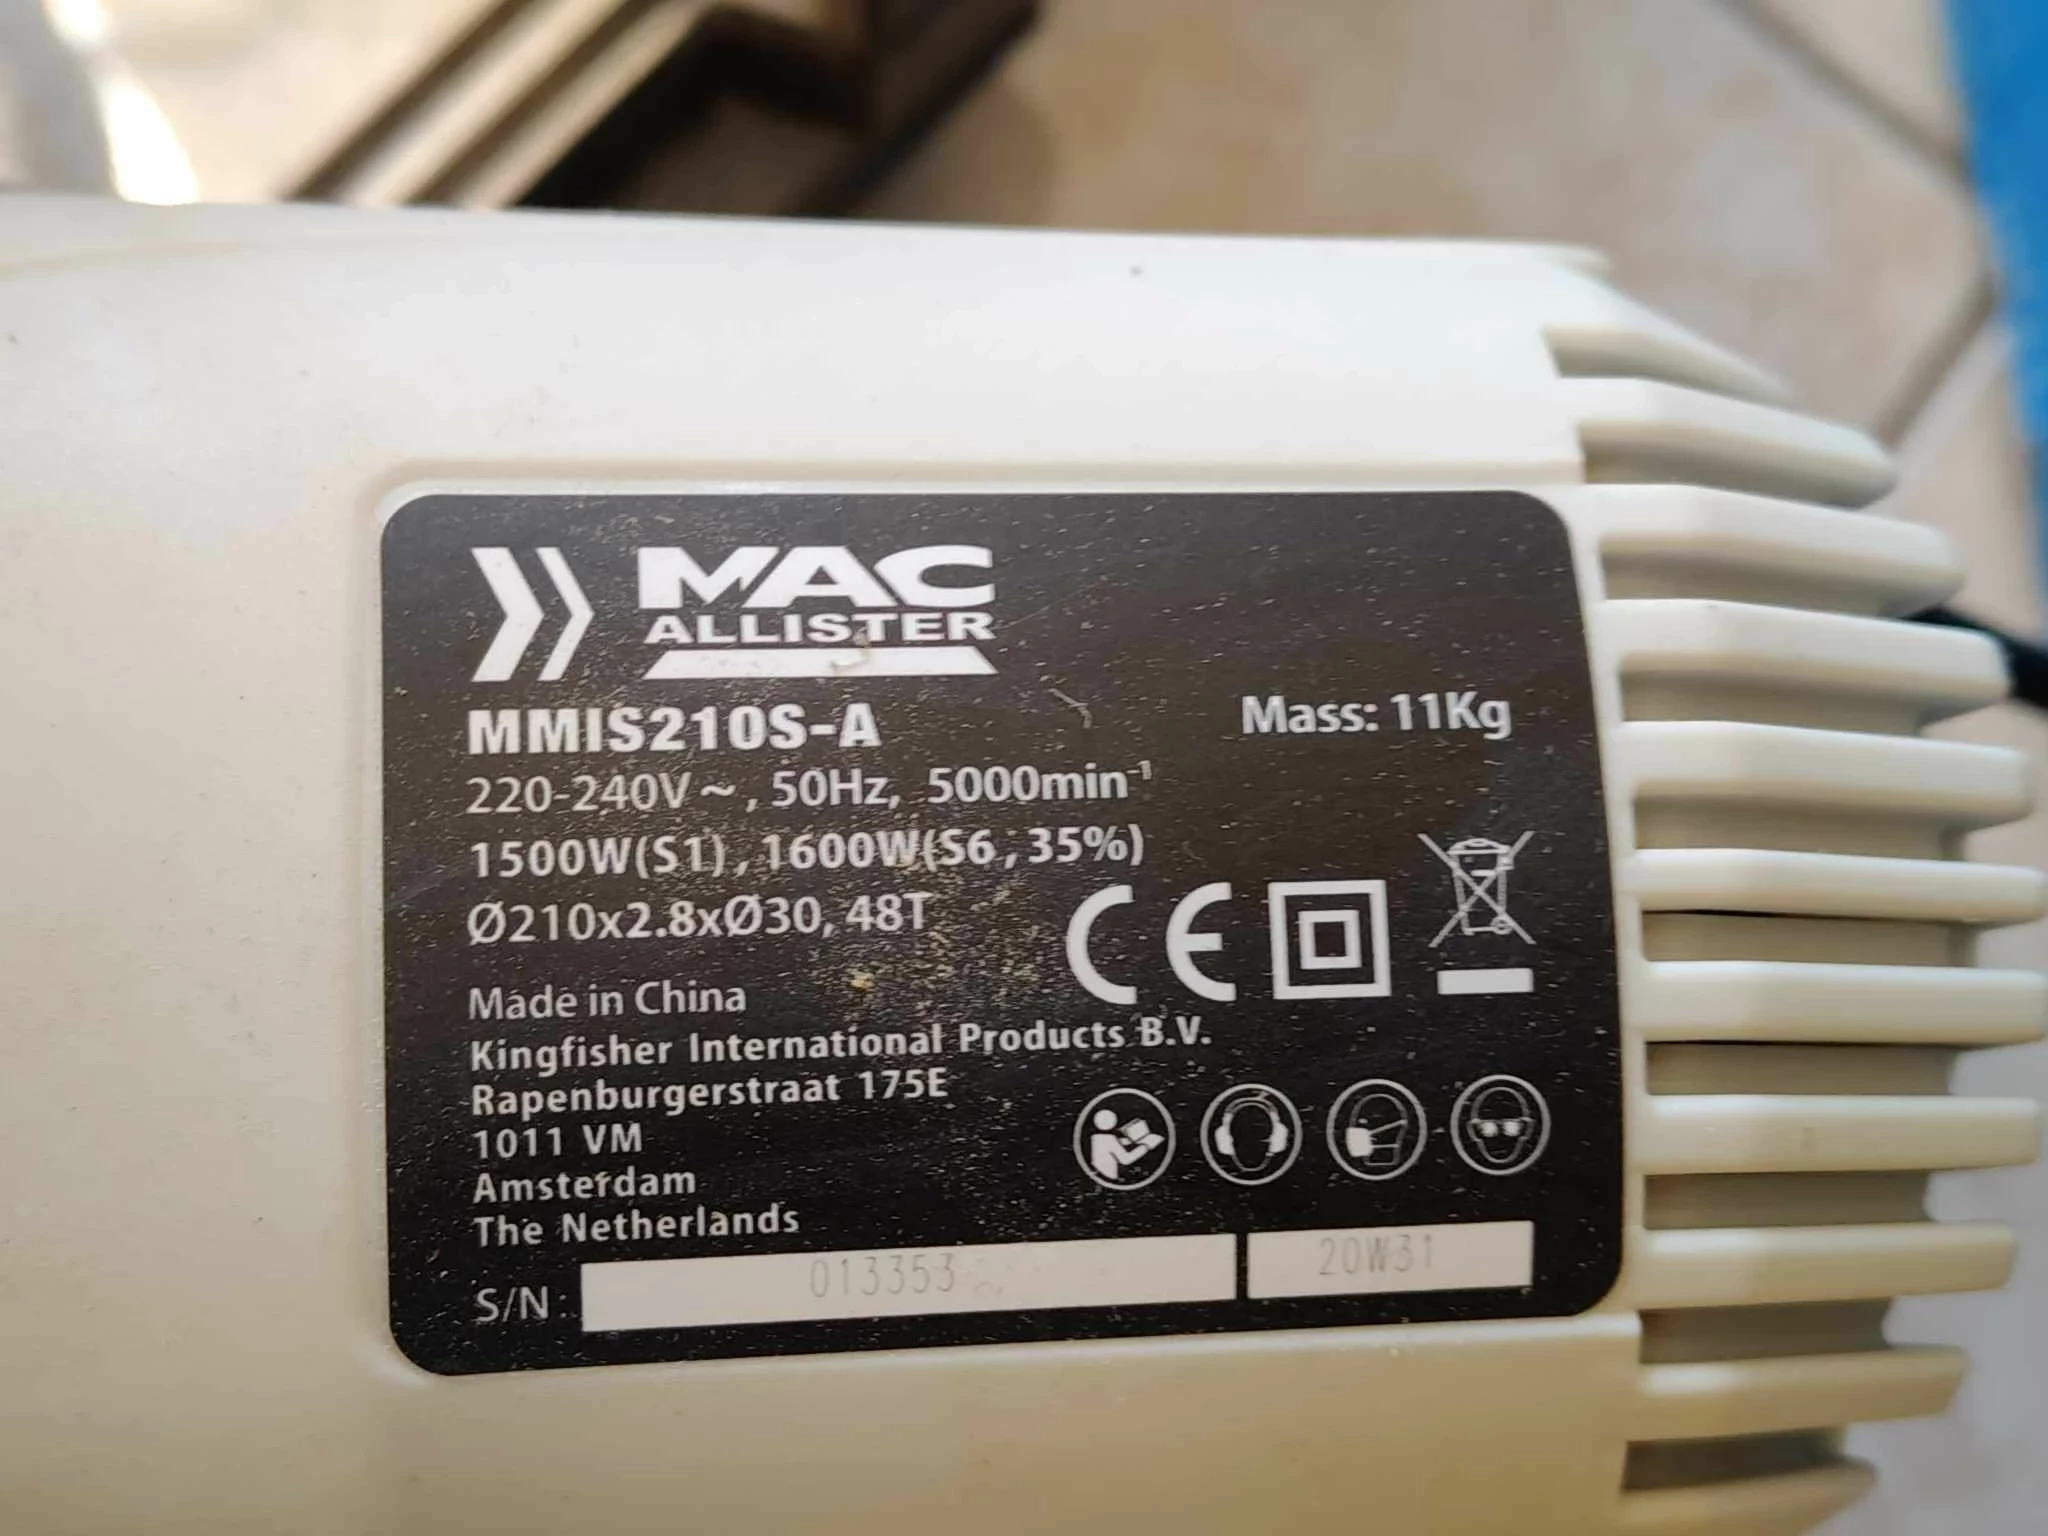 MAC
ALLISTER
MMIS210S-A
Mass: 11Kg
220-240V ~ , 50Hz, 5000min⁻¹
1500W(S1) , 1600W(S6 , 35%)
Ø210x2.8xØ30, 48T
CE
Made in China
Kingfisher International Products B.V.
Rapenburgerstraat 175E
1011 VM
Amsterdam
The Netherlands
S/N : 013353 20W31